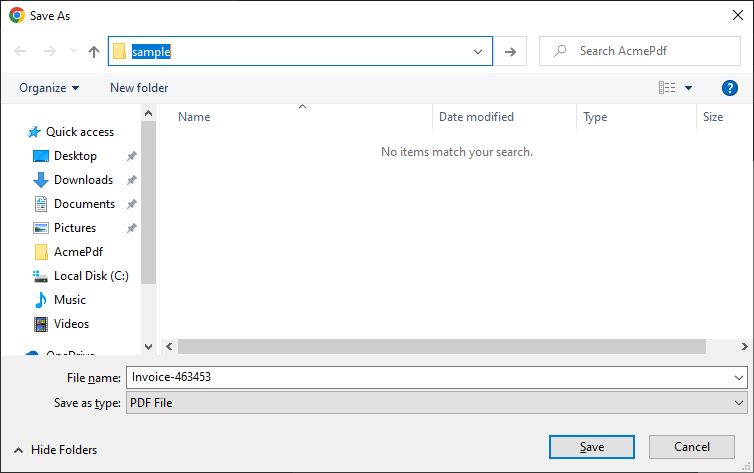 Save As
sample
Search AcmePdf
Organize
New folder
?
Name
Date modified
Type
Size
No items match your search.
Quick access
Desktop
Downloads
Documents
Pictures
AcmePdf
Local Disk (C:)
Music
Videos
OneDrive
File name: Invoice-463453
Save as type: PDF File
Hide Folders
Save
Cancel